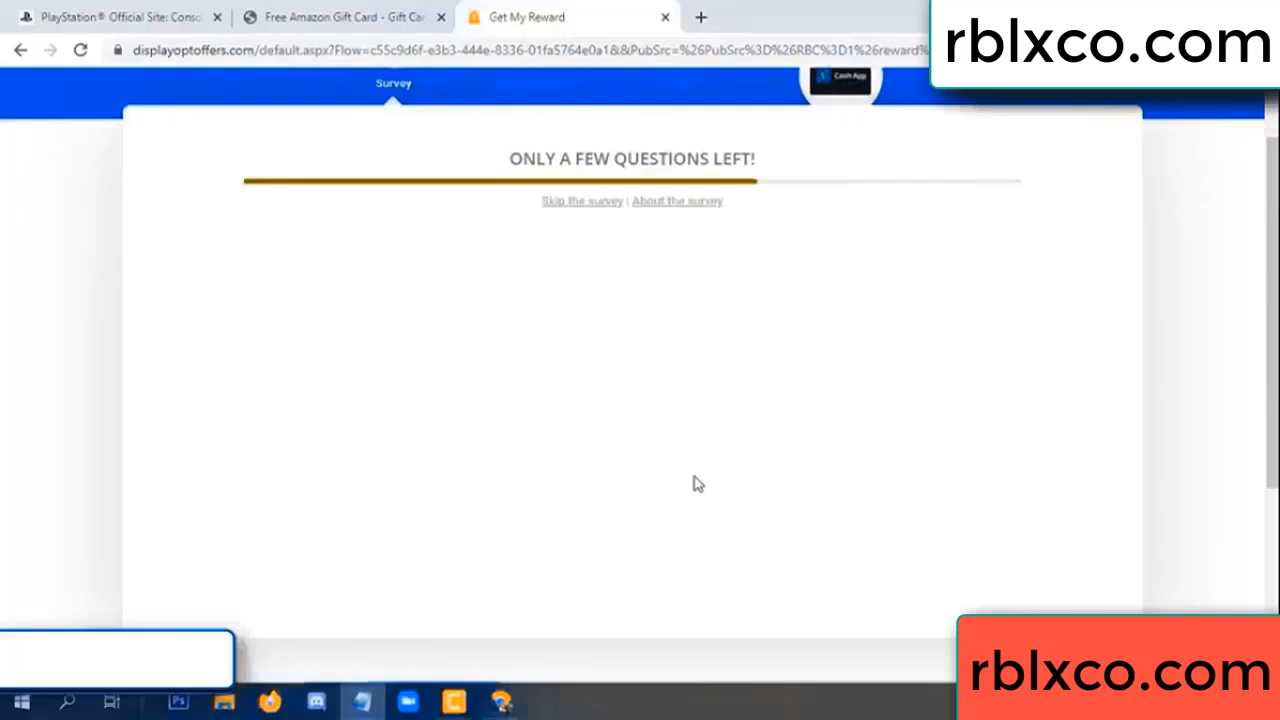 PlayStation® Official Site: Conso
Free Amazon Gift Card - Gift Car
Get My Reward
displayoptoffers.com/default.aspx?Flow=c55c9d6f-e3b3-444e-8336-01fa5764e0a1&&PubSrc=%26PubSrc%3D%26RBC%3D1%26reward%
rblxco.com
Survey
Cash App
ONLY A FEW QUESTIONS LEFT!
Skip the survey | About the survey
Ps
rblxco.com